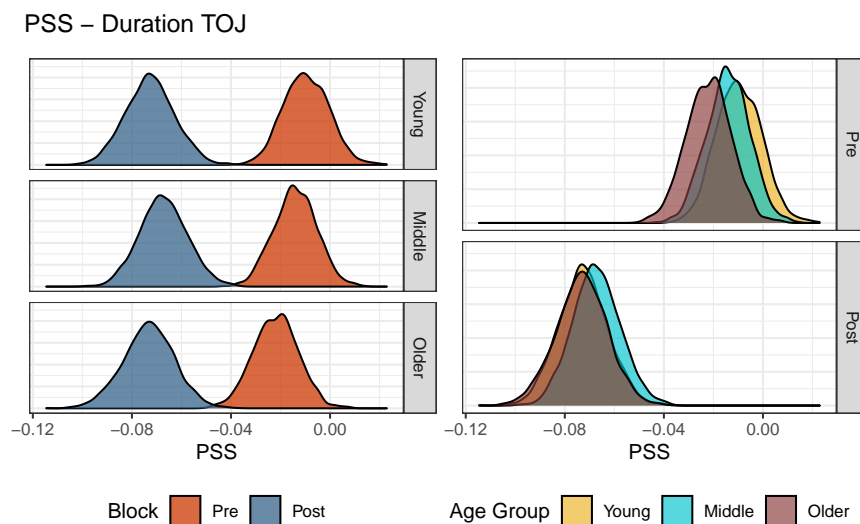 PSS – Duration TOJ
Young
Middle
Older
−0.12 −0.08 −0.04 0.00
PSS
Pre
Post
−0.12 −0.08 −0.04 0.00
PSS
Block Pre Post
Age Group Young Middle Older